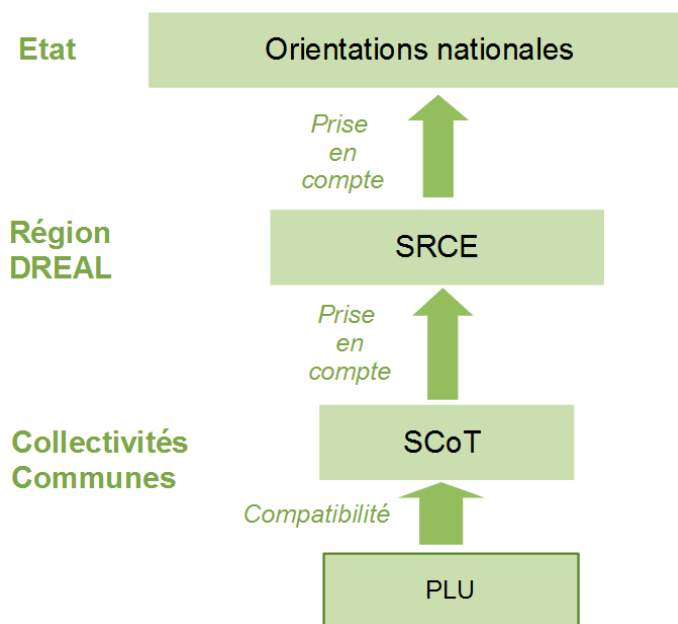 Etat
Orientations nationales
Prise
en
compte
Région
DREAL
SRCE
Prise
en
compte
Collectivités
Communes
SCoT
Compatibilité
PLU